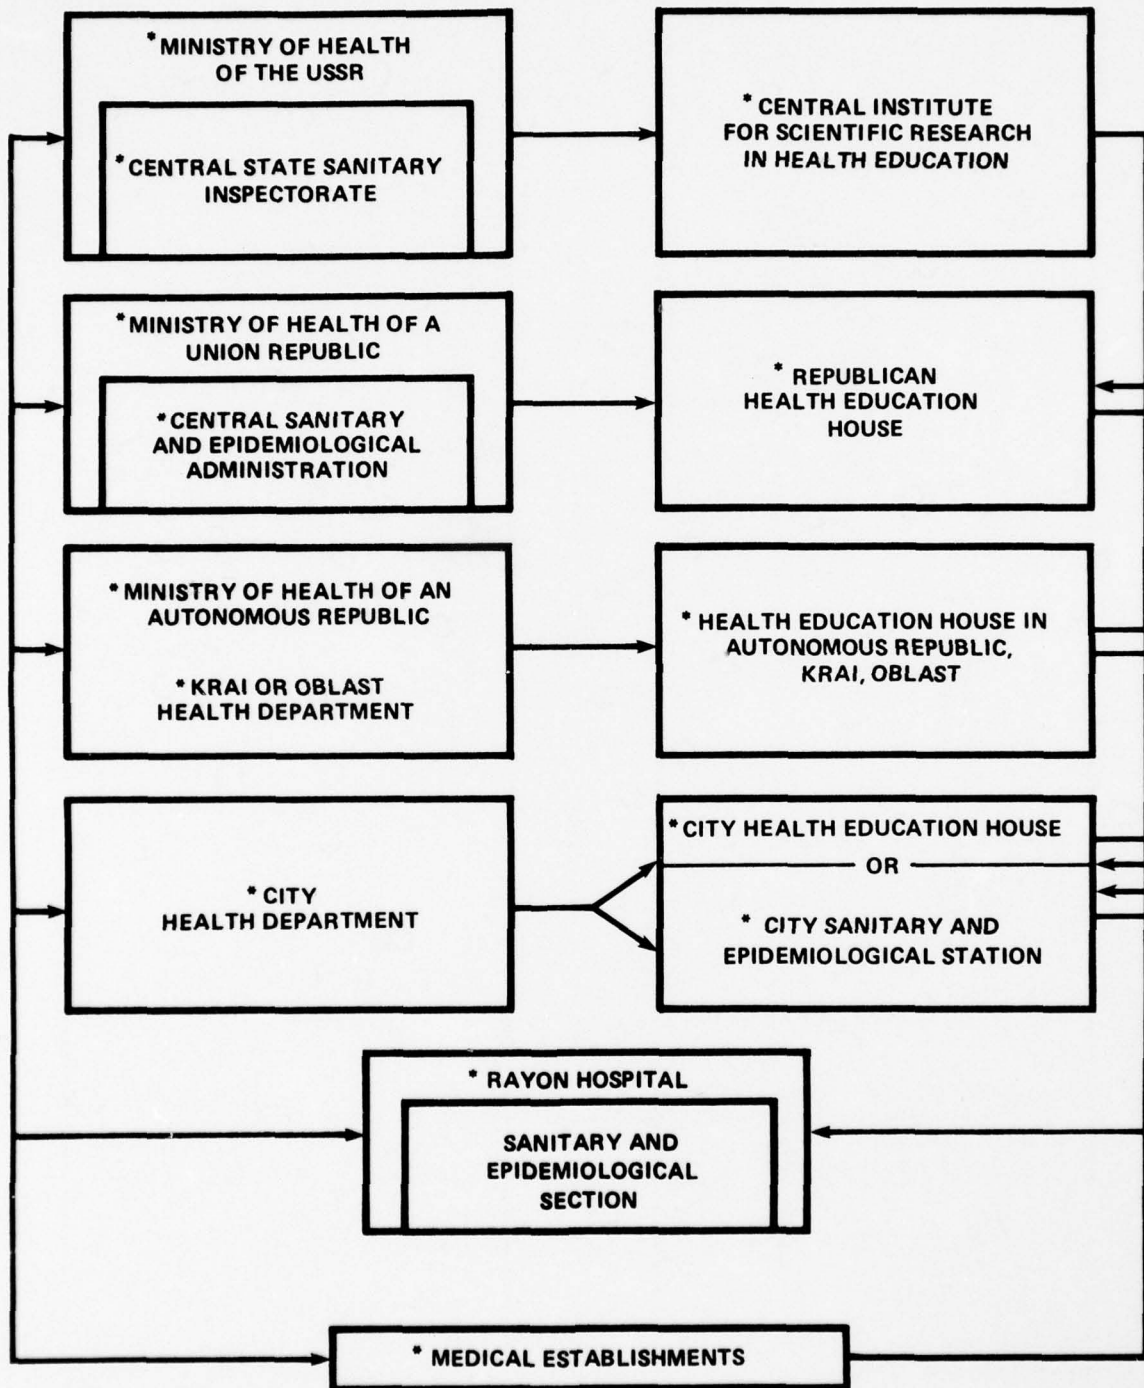 * MINISTRY OF HEALTH
OF THE USSR
* CENTRAL STATE SANITARY
INSPECTORATE
* CENTRAL INSTITUTE
FOR SCIENTIFIC RESEARCH
IN HEALTH EDUCATION
* MINISTRY OF HEALTH OF A
UNION REPUBLIC
* CENTRAL SANITARY
AND EPIDEMIOLOGICAL
ADMINISTRATION
* REPUBLICAN
HEALTH EDUCATION
HOUSE
* MINISTRY OF HEALTH OF AN
AUTONOMOUS REPUBLIC
* KRAI OR OBLAST
HEALTH DEPARTMENT
* HEALTH EDUCATION HOUSE IN
AUTONOMOUS REPUBLIC,
KRAI, OBLAST
* CITY
HEALTH DEPARTMENT
* CITY HEALTH EDUCATION HOUSE
OR
* CITY SANITARY AND
EPIDEMIOLOGICAL STATION
* RAYON HOSPITAL
SANITARY AND
EPIDEMIOLOGICAL
SECTION
* MEDICAL ESTABLISHMENTS